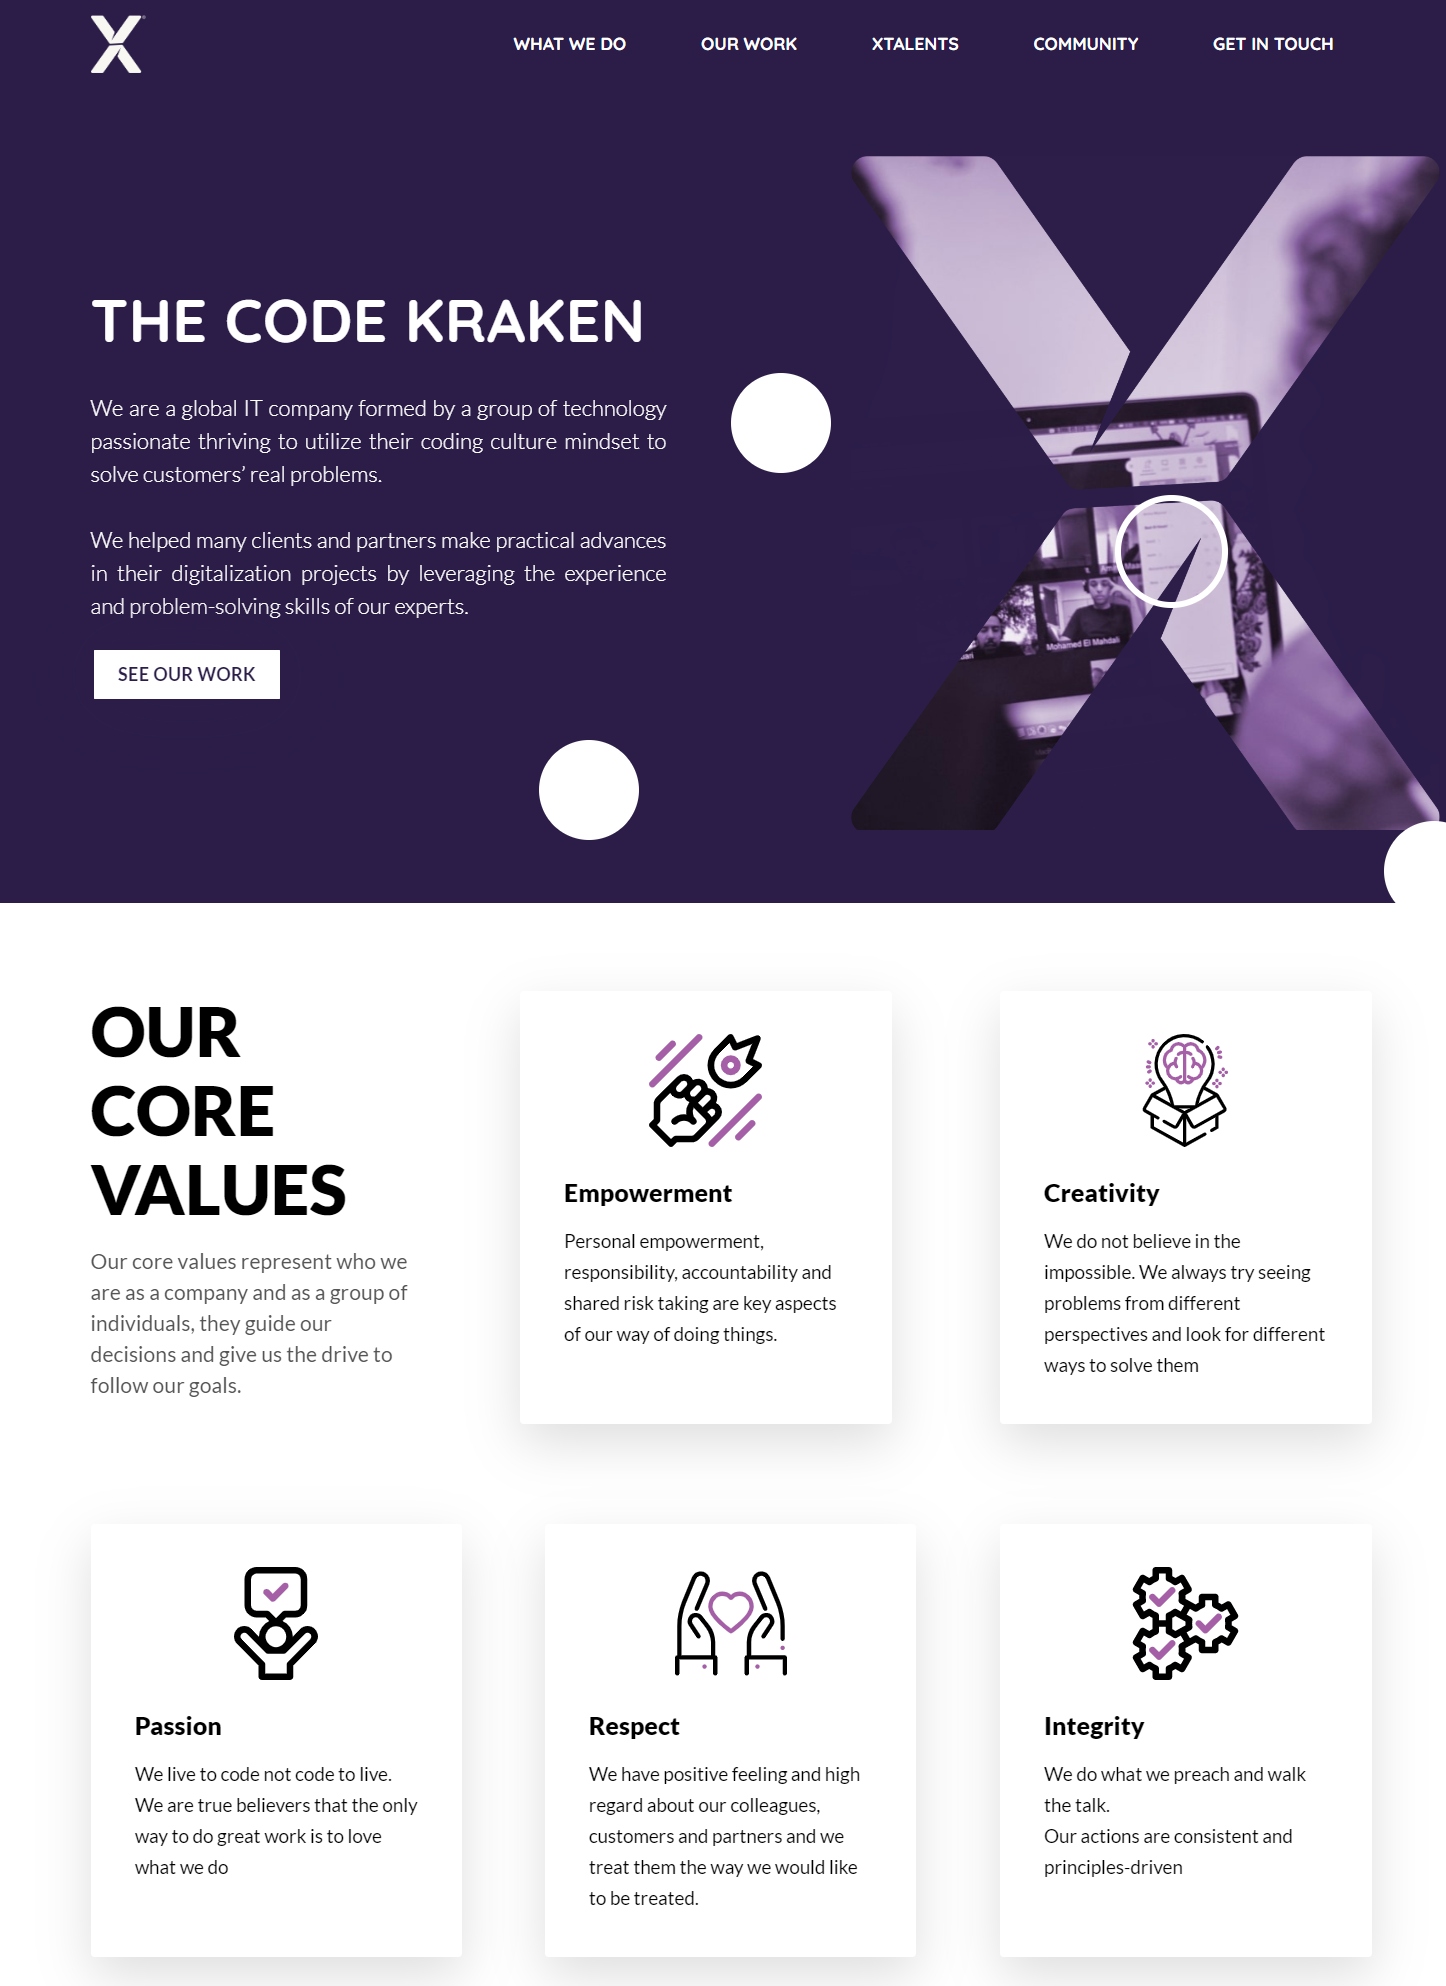 X
WHAT WE DO
OUR WORK
XTALENTS
COMMUNITY
GET IN TOUCH
THE CODE KRAKEN
We are a global IT company formed by a group of technology
passionate thriving to utilize their coding culture mindset to
solve customers’ real problems.
We helped many clients and partners make practical advances
in their digitalization projects by leveraging the experience
and problem-solving skills of our experts.
SEE OUR WORK
Mohamed El Mahdali
OUR
CORE
VALUES
Our core values represent who we
are as a company and as a group of
individuals, they guide our
decisions and give us the drive to
follow our goals.
Empowerment
Personal empowerment,
responsibility, accountability and
shared risk taking are key aspects
of our way of doing things.
Creativity
We do not believe in the
impossible. We always try seeing
problems from different
perspectives and look for different
ways to solve them
Passion
We live to code not code to live.
We are true believers that the only
way to do great work is to love
what we do
Respect
We have positive feeling and high
regard about our colleagues,
customers and partners and we
treat them the way we would like
to be treated.
Integrity
We do what we preach and walk
the talk.
Our actions are consistent and
principles-driven